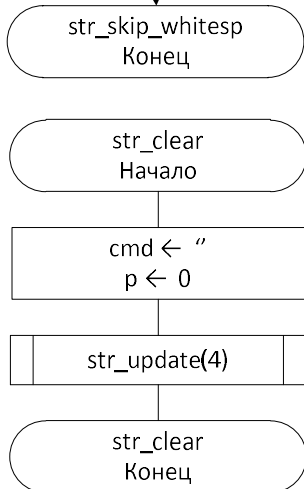 str_skip_whitesp
Конец
str_clear
Начало
cmd ← ‘’
p ← 0
str_update(4)
str_clear
Конец